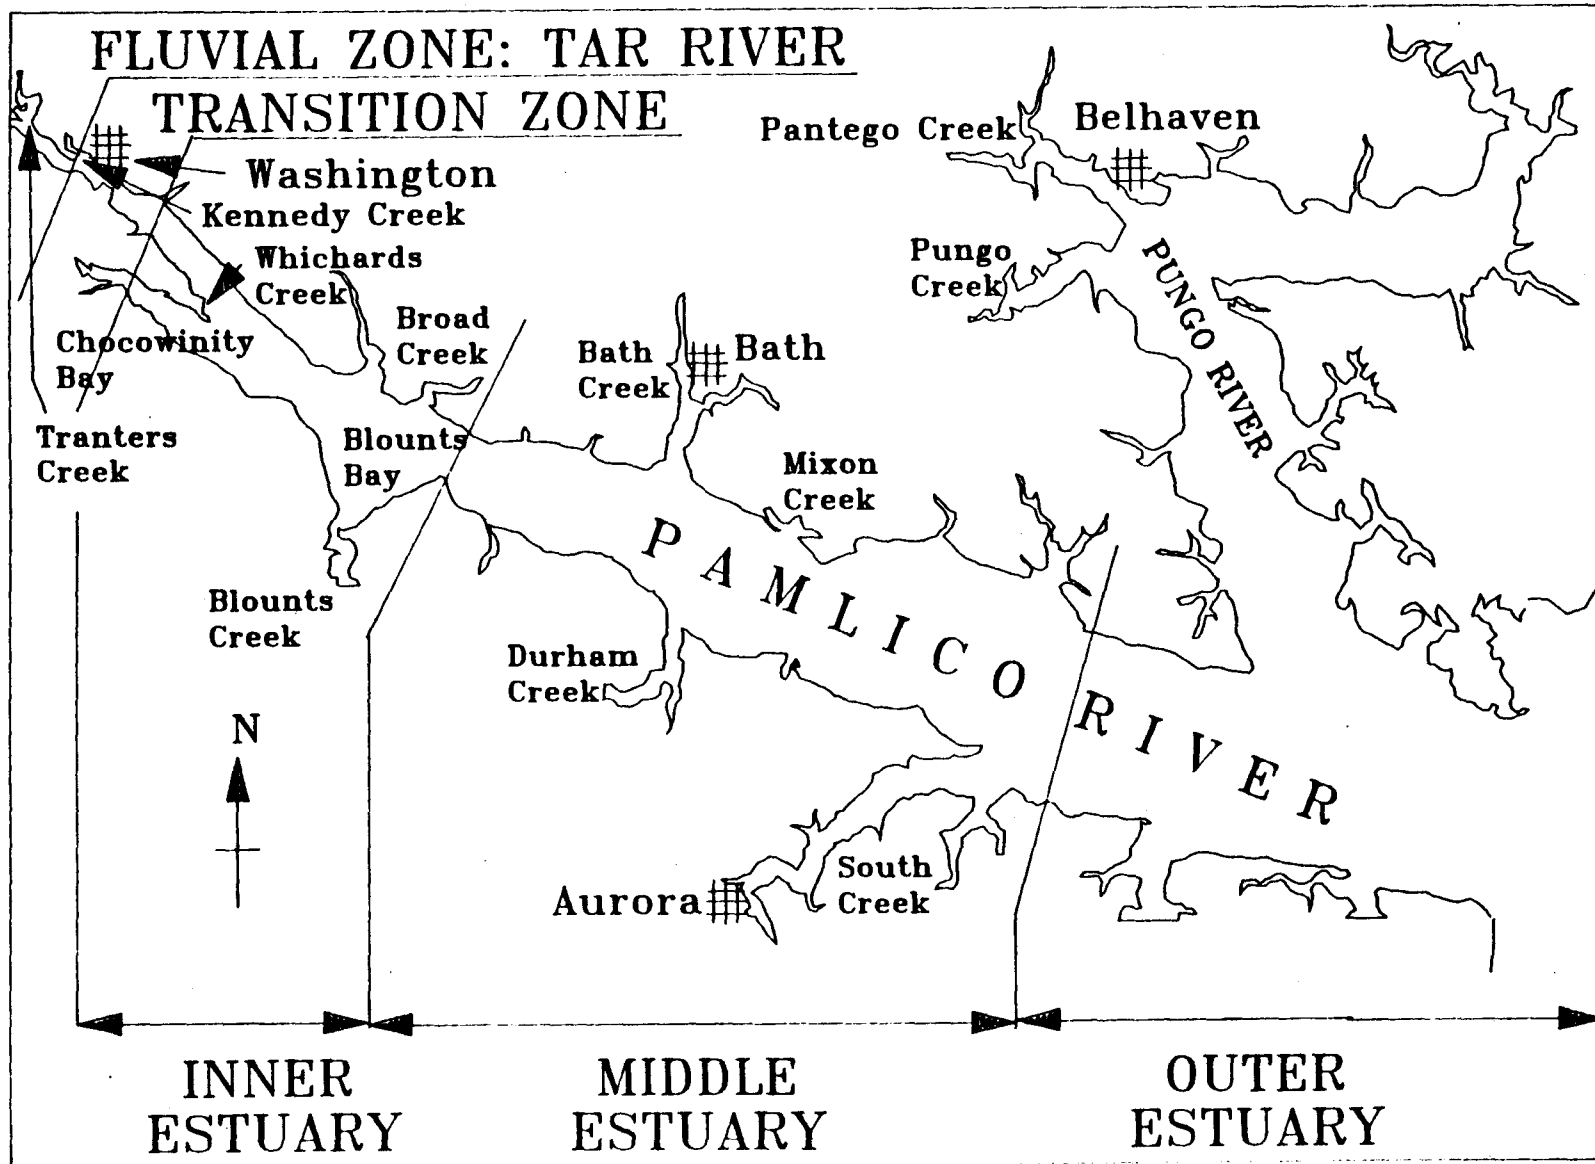 FLUVIAL ZONE: TAR RIVER
TRANSITION ZONE
Washington
Kennedy Creek
Whichards
Creek
Chocowinity
Bay
Tranters
Creek
Broad
Creek
Blounts
Bay
Blounts
Creek
Bath
Creek
Bath
Mixon
Creek
Durham
Creek
Pantego Creek
Belhaven
Pungo
Creek
PUNGO RIVER
PAMLICO RIVER
South
Creek
Aurora
N
INNER
ESTUARY
MIDDLE
ESTUARY
OUTER
ESTUARY